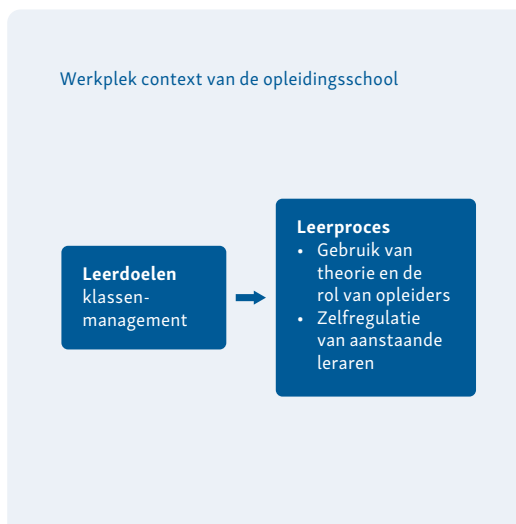 Werkplek context van de opleidingsschool
Leerdoelen
klassen-
management
Leerproces
• Gebruik van
theorie en de
rol van opleiders
• Zelfregulatie
van aanstaande
leraren